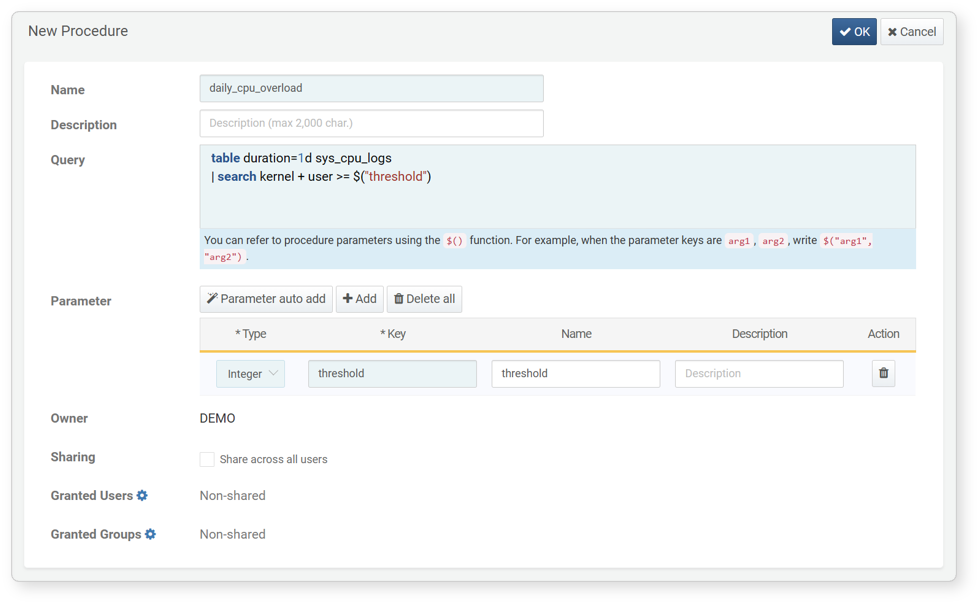 New Procedure
OK
Cancel
Name
daily_cpu_overload
Description
Description (max 2,000 char.)
Query
table duration=1d sys_cpu_logs
| search kernel + user >= $("threshold")
You can refer to procedure parameters using the $() function. For example, when the parameter keys are arg1 , arg2 , write $("arg1",
"arg2") .
Parameter
Parameter auto add
Add
Delete all
* Type
* Key
Name
Description
Action
Integer
threshold
threshold
Description
Owner
DEMO
Sharing
Share across all users
Granted Users
Non-shared
Granted Groups
Non-shared